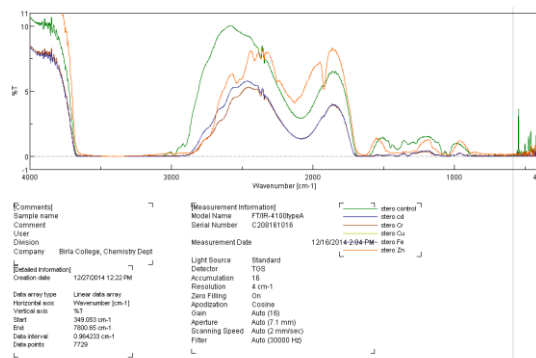 11
10
5
%T
0
-1
4000 3000 2000 1000
Wavenumber [cm-1]
[Comments]
Sample name
Comment
User
Division
Company Birla College, Chemistry Dept
[Detailed Information]
Creation date 12/27/2014 12:22 PM
Data array type Linear data array
Horizontal axis Wavenumber [cm-1]
Vertical axis %T
Start 349.053 cm-1
End 7800.65 cm-1
Data interval 0.964233 cm-1
Data points 7729
[Measurement Information]
Model Name FT/IR-4100typeA
Serial Number C208161016
Measurement Date 12/16/2014 2:04 PM
Light Source Standard
Detector TGS
Accumulation 16
Resolution 4 cm-1
Zero Filling On
Apodization Cosine
Gain Auto (16)
Aperture Auto (7.1 mm)
Scanning Speed Auto (2 mm/sec)
Filter Auto (30000 Hz)
stero control
stero cd
stero Cr
stero Cu
stero Fe
stero Zn